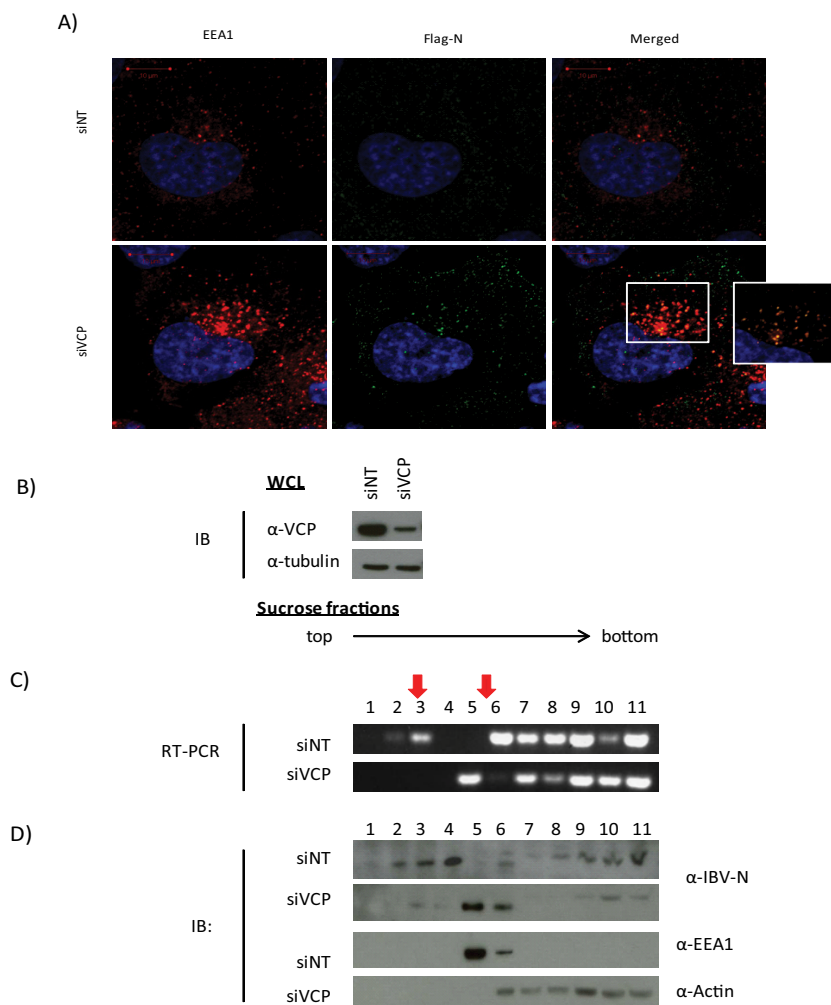 A)
EEA1 Flag-N Merged
siNT
siVCP
B)
WCL
siNT
siVCP
IB
α-VCP
α-tubulin
Sucrose fractions
top bottom
C)
1 2 3 4 5 6 7 8 9 10 11
RT-PCR
siNT
siVCP
D)
1 2 3 4 5 6 7 8 9 10 11
IB:
siNT
α-IBV-N
siVCP
siNT
α-EEA1
siVCP
α-Actin